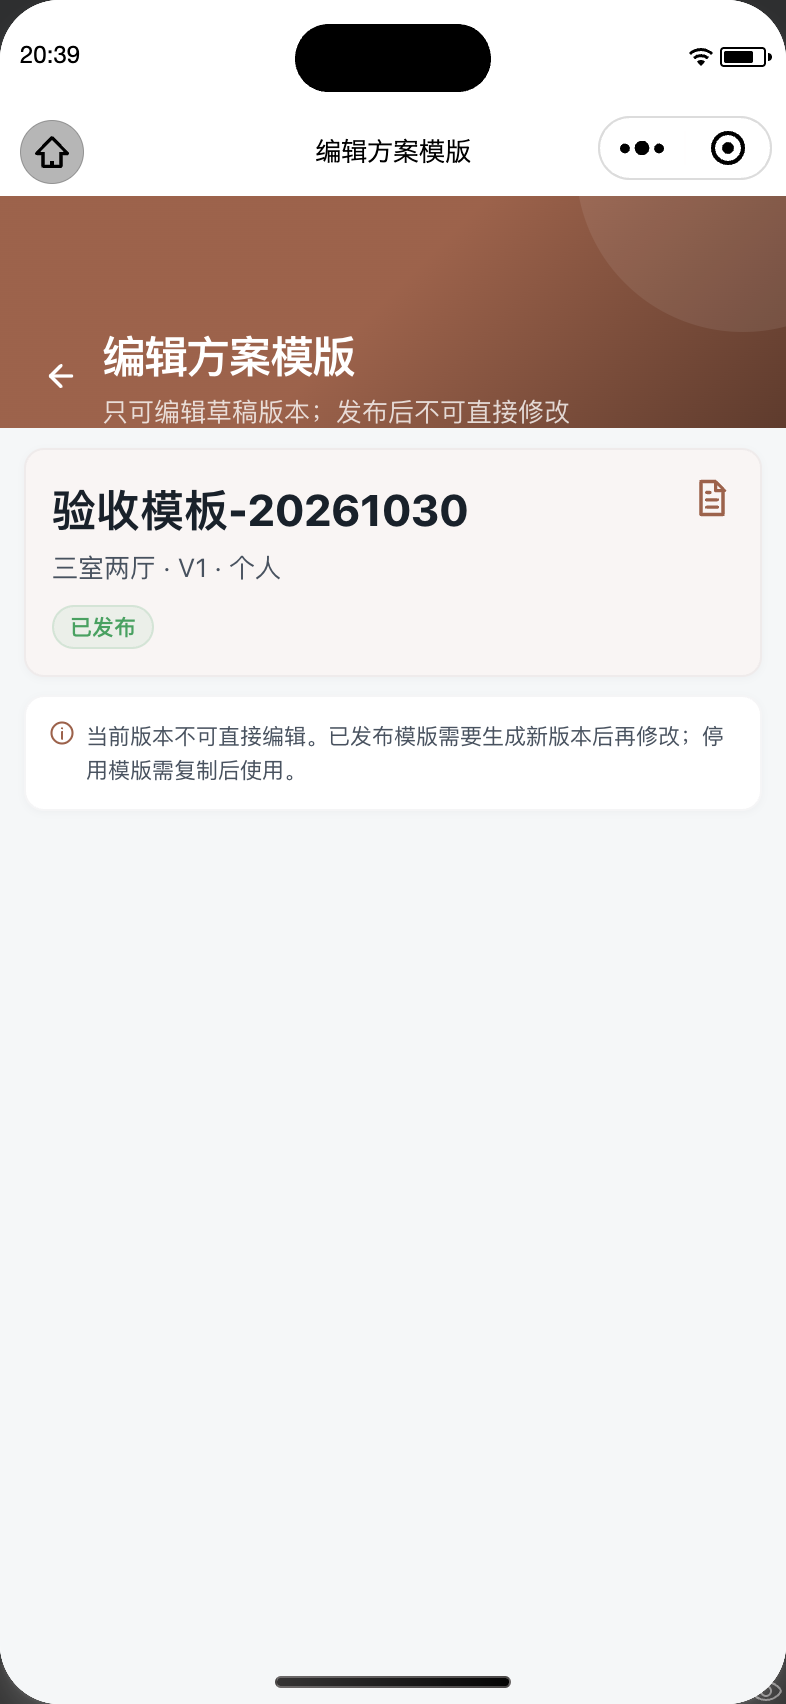 20:39
编辑方案模版
编辑方案模版
只可编辑草稿版本；发布后不可直接修改
验收模板-20261030
三室两厅 · V1 · 个人
已发布
当前版本不可直接编辑。已发布模版需要生成新版本后再修改；停
用模版需复制后使用。